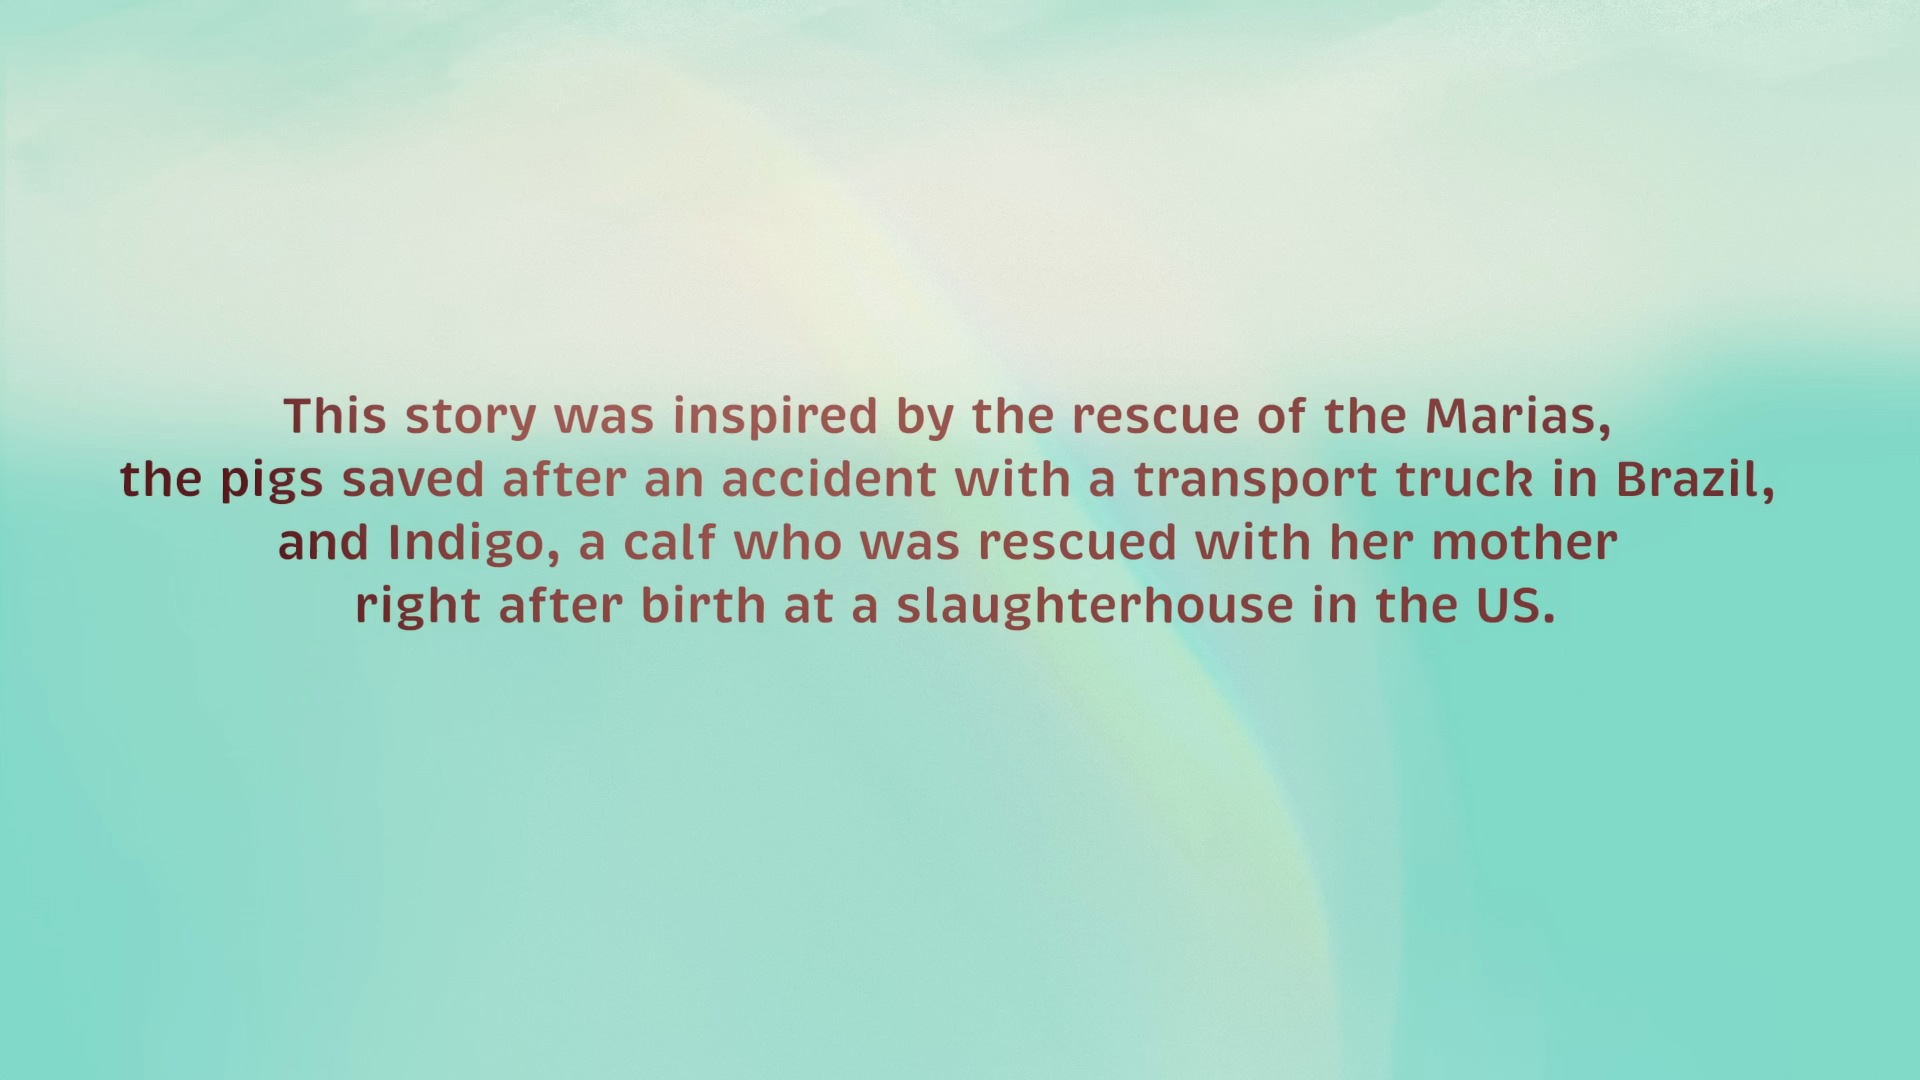 This story was inspired by the rescue of the Marias,
the pigs saved after an accident with a transport truck in Brazil,
and Indigo, a calf who was rescued with her mother
right after birth at a slaughterhouse in the US.